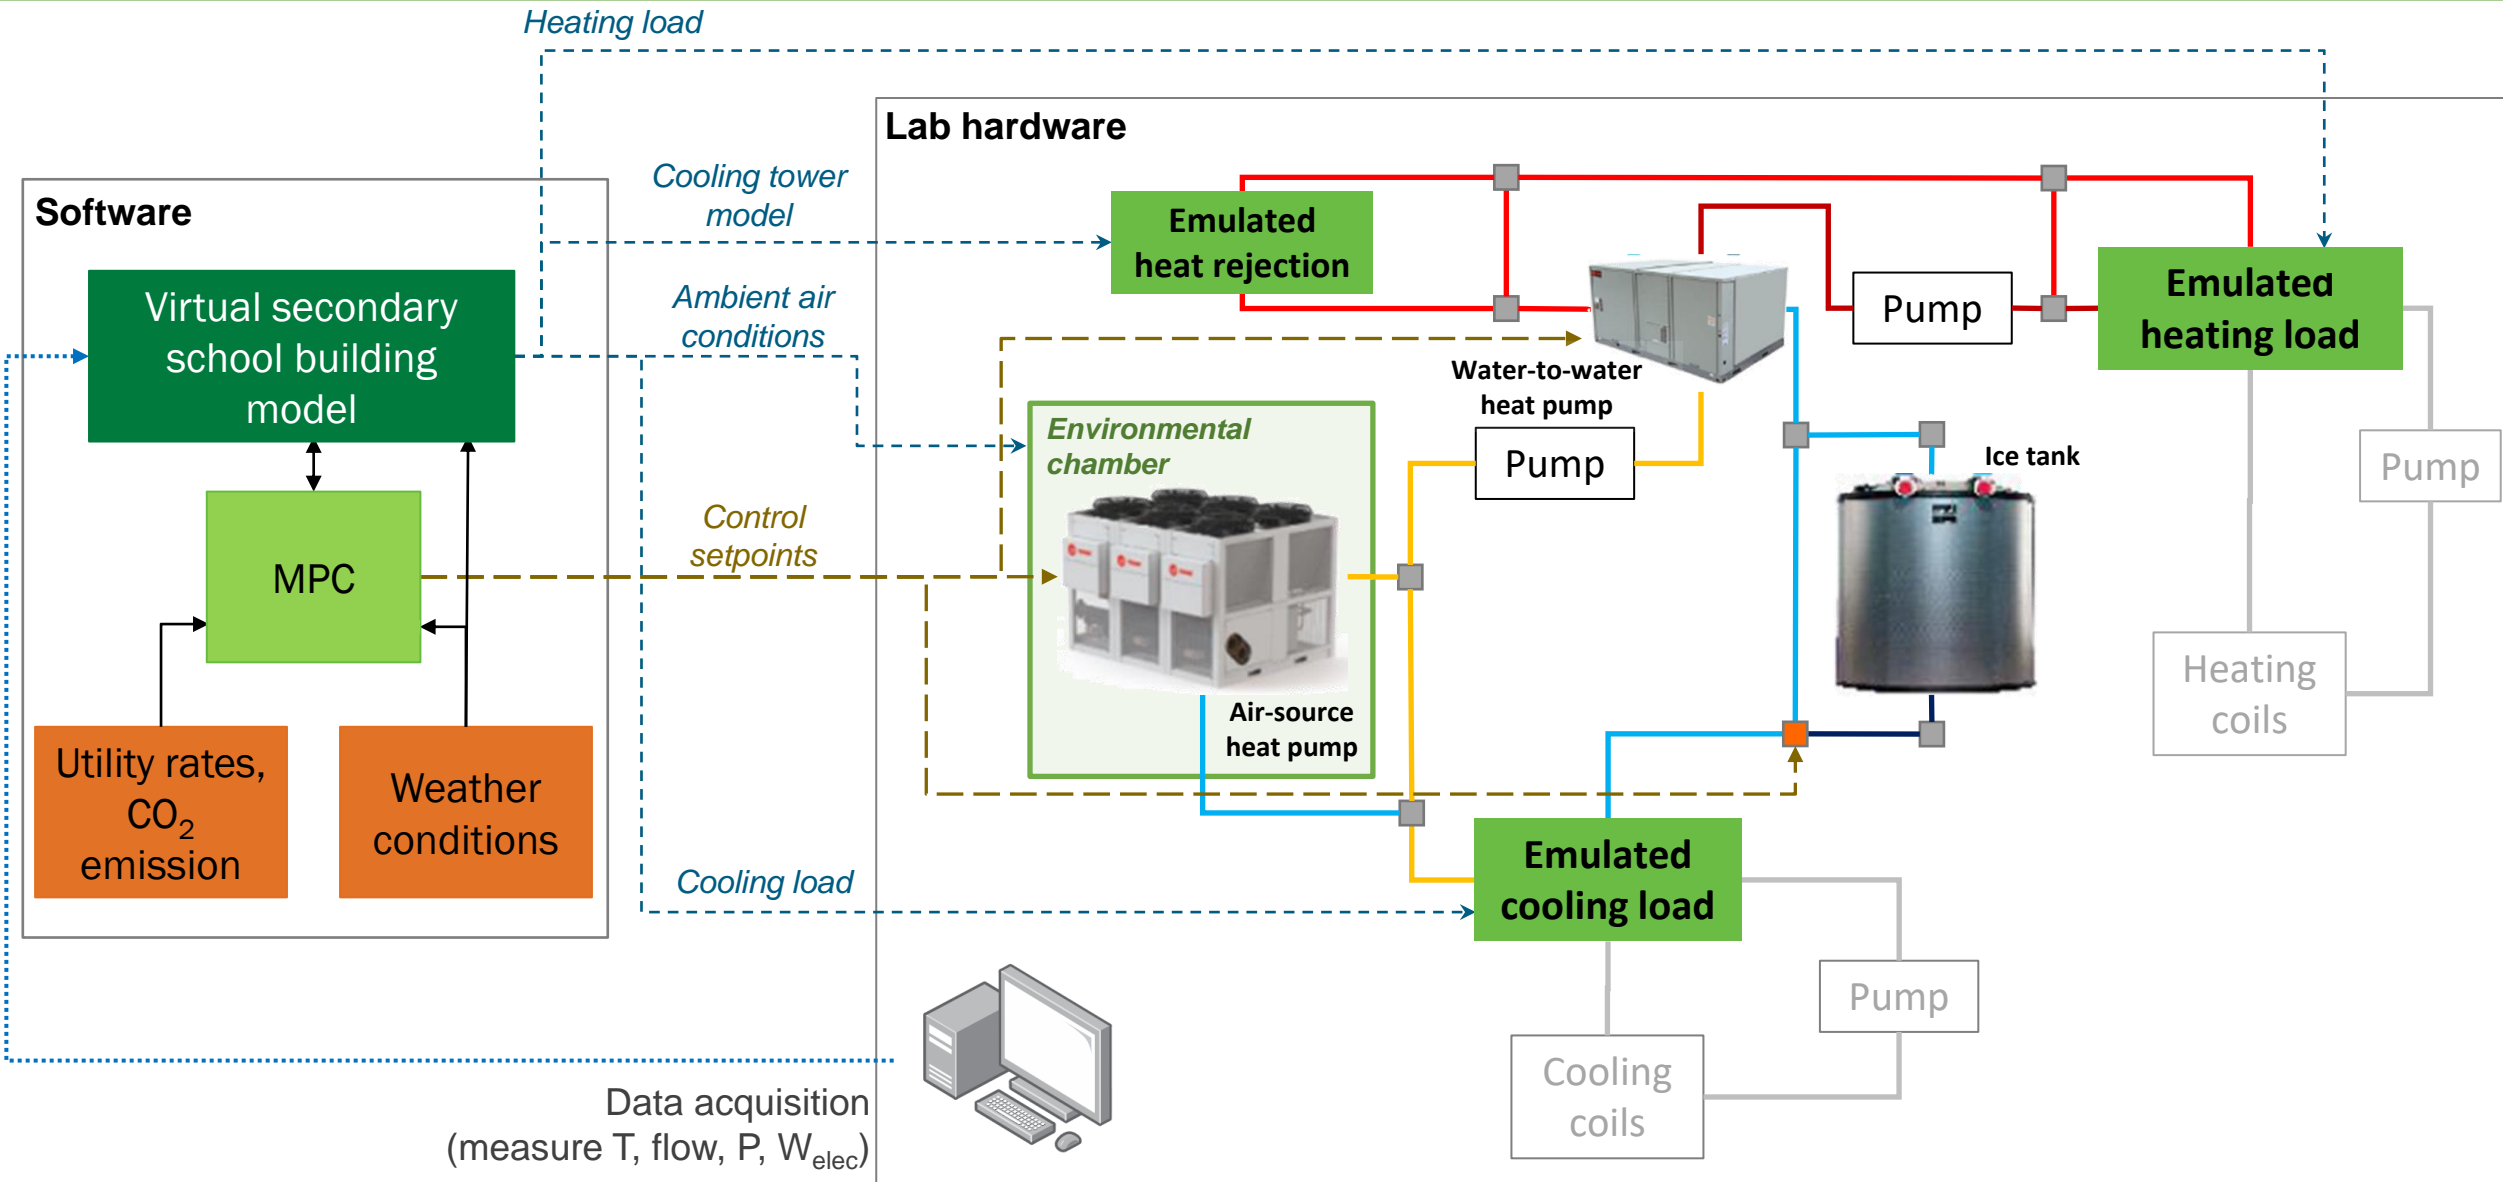 Heating load
Lab hardware
Cooling tower
model
Software
Emulated
heat rejection
Virtual secondary
school building
model
Ambient air
conditions
Pump
Emulated
heating load
Water-to-water
heat pump
Environmental
chamber
Pump
Ice tank
Pump
Control
setpoints
MPC
Heating
coils
Air-source
heat pump
Utility rates,
CO₂
emission
Weather
conditions
Cooling load
Emulated
cooling load
Pump
Cooling
coils
Data acquisition
(measure T, flow, P, Welec)